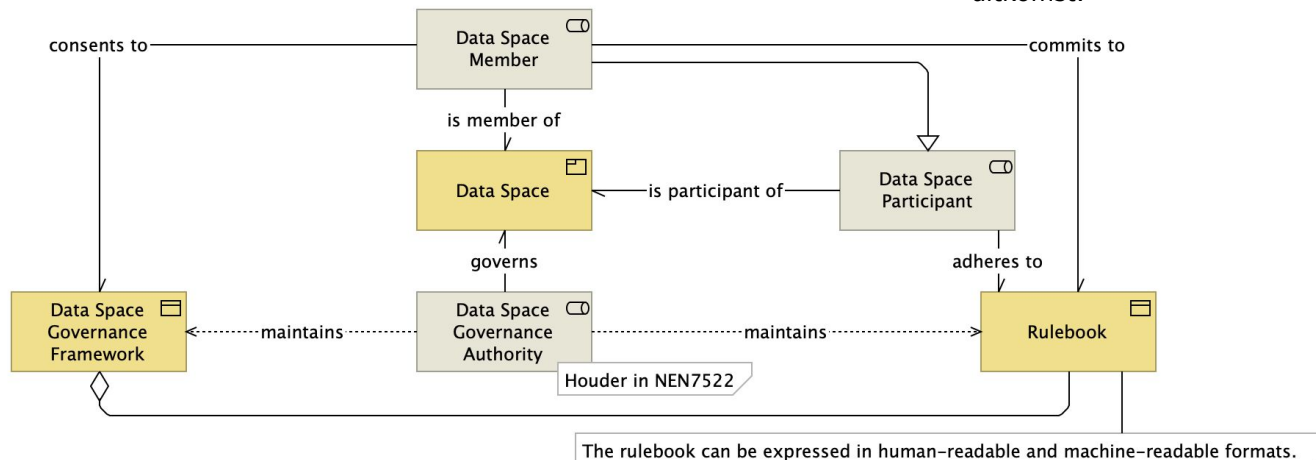 consents to
Data Space
Member
commits to
is member of
Data Space
is participant of
Data Space
Participant
governs
adheres to
Data Space
Governance
Framework
maintains
Data Space
Governance
Authority
maintains
Rulebook
Houder in NEN7522
The rulebook can be expressed in human-readable and machine-readable formats.